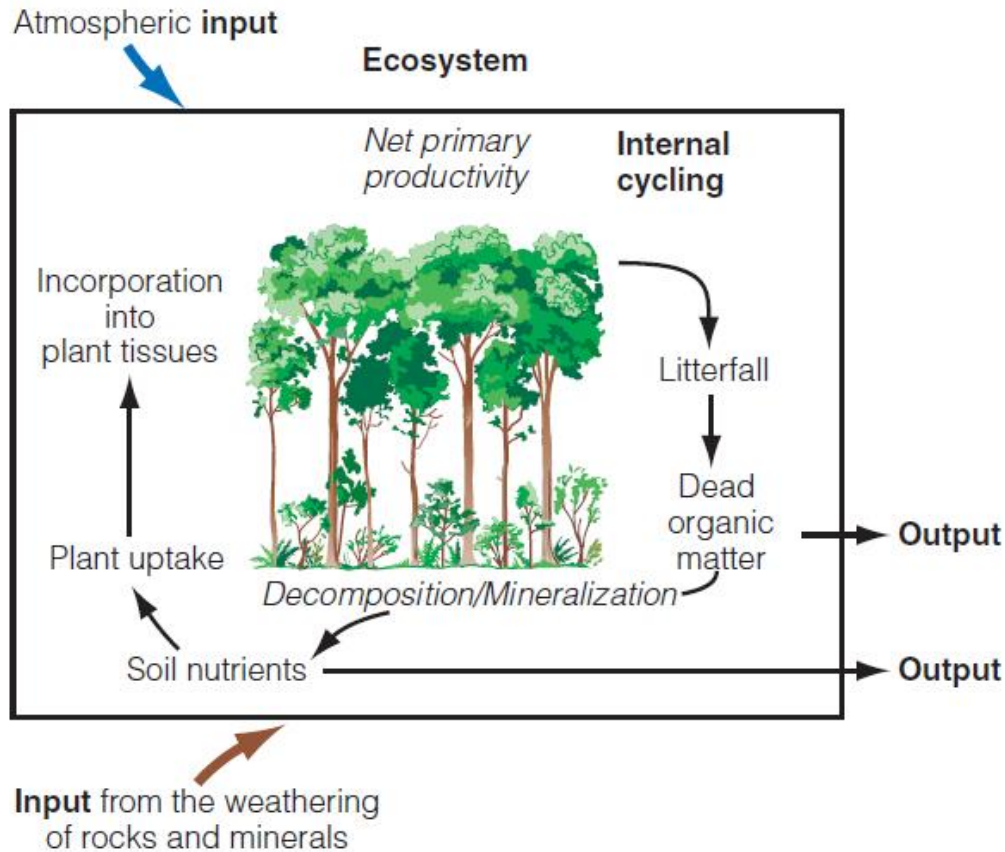 Atmospheric input
Ecosystem
Net primary
productivity
Internal
cycling
Incorporation
into
plant tissues
Litterfall
Dead
organic
matter
Output
Plant uptake
Decomposition/Mineralization
Soil nutrients
Output
Input from the weathering
of rocks and minerals